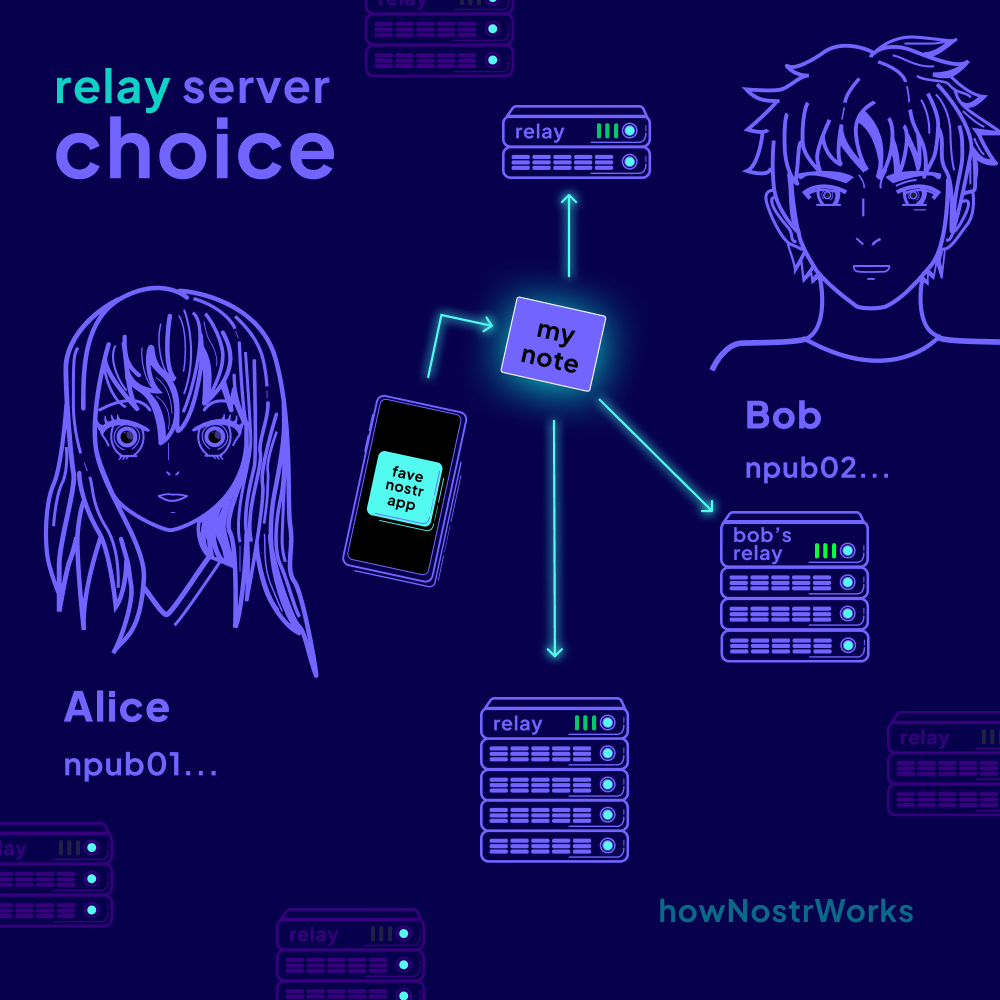 relay server
choice
relay
my
note
fave
nostr
app
Bob
npub02...
bob's
relay
Alice
npub01...
relay
relay
relay
howNostrWorks